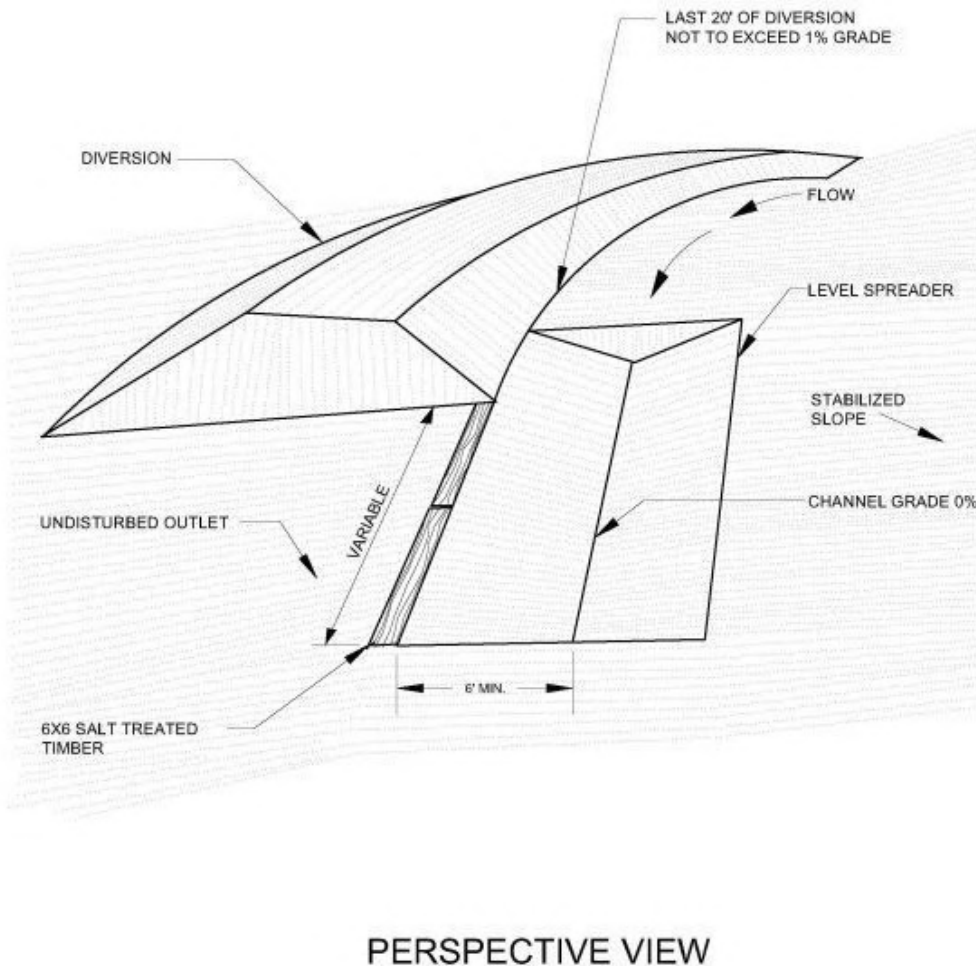 LAST 20' OF DIVERSION
NOT TO EXCEED 1% GRADE
DIVERSION
FLOW
LEVEL SPREADER
STABILIZED
SLOPE
CHANNEL GRADE 0%
UNDISTURBED OUTLET
VARIABLE
6' MIN.
6X6 SALT TREATED
TIMBER
PERSPECTIVE VIEW